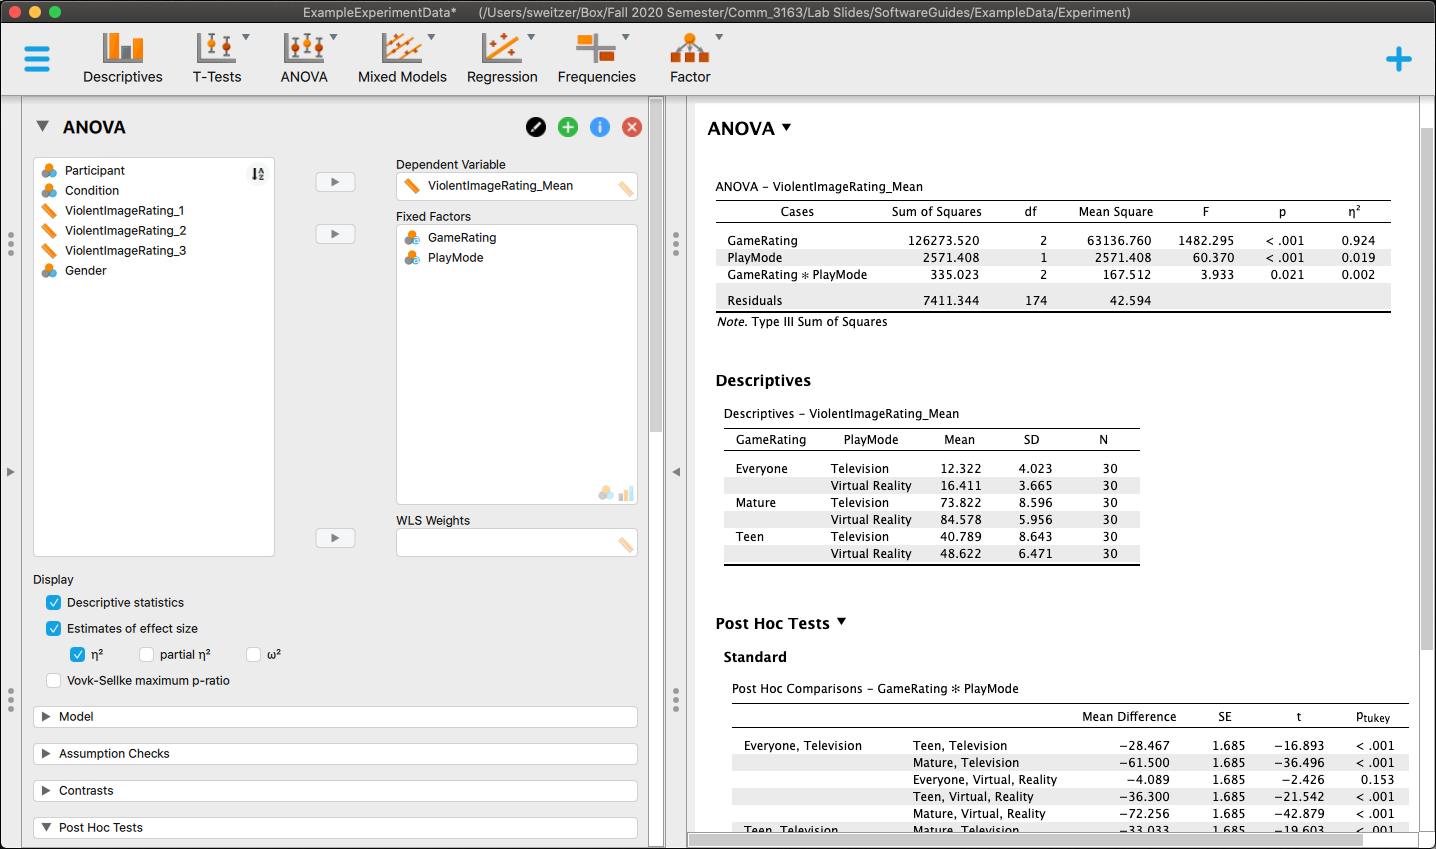 ExampleExperimentData* (/Users/sweitzer/Box/Fall 2020 Semester/Comm_3163/Lab Slides/SoftwareGuides/ExampleData/Experiment)
Descriptives T-Tests ANOVA Mixed Models Regression Frequencies Factor
ANOVA
Participant
Condition
ViolentImageRating_1
ViolentImageRating_2
ViolentImageRating_3
Gender
Dependent Variable
ViolentImageRating_Mean
Fixed Factors
GameRating
PlayMode
WLS Weights
Display
Descriptive statistics
Estimates of effect size
η² partial η² ω²
Vovk-Sellke maximum p-ratio
Model
Assumption Checks
Contrasts
Post Hoc Tests
ANOVA
ANOVA - ViolentImageRating_Mean
Cases Sum of Squares df Mean Square F p η²
GameRating 126273.520 2 63136.760 1482.295 < .001 0.924
PlayMode 2571.408 1 2571.408 60.370 < .001 0.019
GameRating ✻ PlayMode 335.023 2 167.512 3.933 0.021 0.002
Residuals 7411.344 174 42.594
Note. Type III Sum of Squares
Descriptives
Descriptives - ViolentImageRating_Mean
GameRating PlayMode Mean SD N
Everyone Television 12.322 4.023 30
Virtual Reality 16.411 3.665 30
Mature Television 73.822 8.596 30
Virtual Reality 84.578 5.956 30
Teen Television 40.789 8.643 30
Virtual Reality 48.622 6.471 30
Post Hoc Tests
Standard
Post Hoc Comparisons - GameRating ✻ PlayMode
Mean Difference SE t ptukey
Everyone, Television Teen, Television −28.467 1.685 −16.893 < .001
Mature, Television −61.500 1.685 −36.496 < .001
Everyone, Virtual, Reality −4.089 1.685 −2.426 0.153
Teen, Virtual, Reality −36.300 1.685 −21.542 < .001
Mature, Virtual, Reality −72.256 1.685 −42.879 < .001
Teen, Television Mature, Television −33.033 1.685 −19.603 < .001